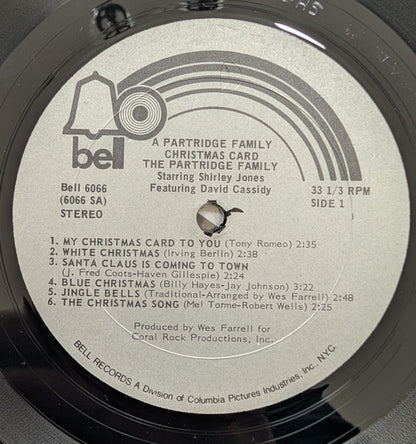 bell
A PARTRIDGE FAMILY
CHRISTMAS CARD
THE PARTRIDGE FAMILY
Starring Shirley Jones
Featuring David Cassidy
Bell 6066
(6066 SA)
STEREO
33 1/3 RPM
SIDE 1
1. MY CHRISTMAS CARD TO YOU (Tony Romeo) 2:35
2. WHITE CHRISTMAS (Irving Berlin) 2:38
3. SANTA CLAUS IS COMING TO TOWN
(J. Fred Coots-Haven Gillespie) 2:24
4. BLUE CHRISTMAS (Billy Hayes-Jay Johnson) 3:22
5. JINGLE BELLS (Traditional-Arranged by Wes Farrell) 2:48
6. THE CHRISTMAS SONG (Mel Torme-Robert Wells) 2:25
Produced by Wes Farrell for
Coral Rock Productions, Inc.
BELL RECORDS A Division of Columbia Pictures Industries, Inc., N.Y.C.